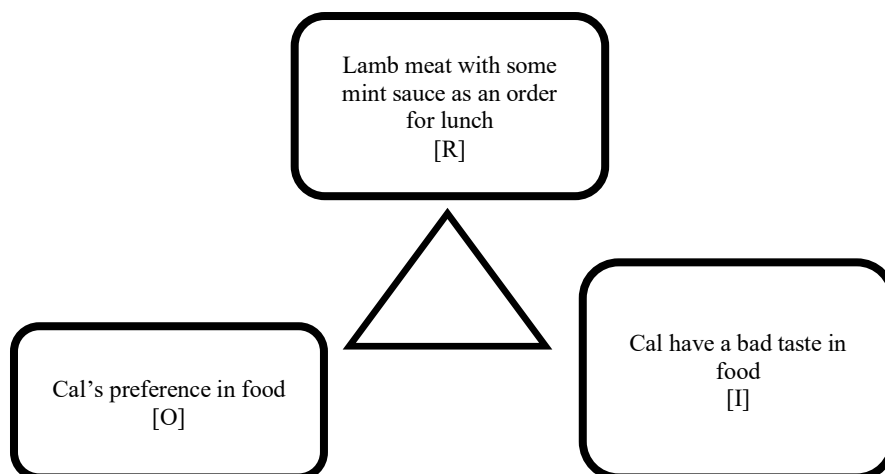 Lamb meat with some
mint sauce as an order
for lunch
[R]
Cal’s preference in food
[O]
Cal have a bad taste in
food
[I]